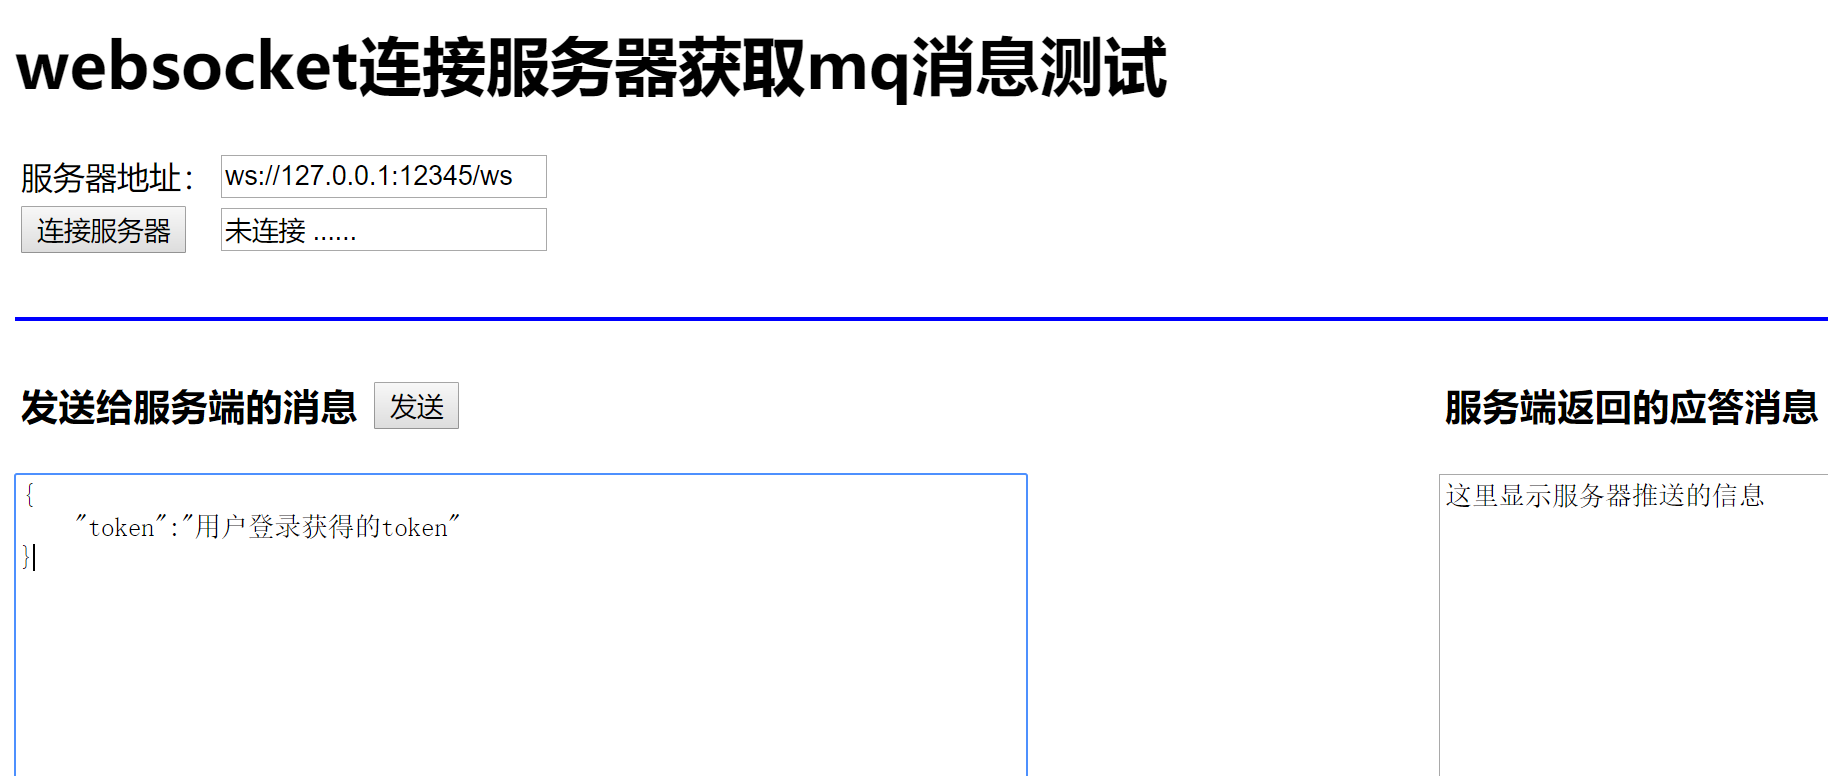 websocket连接服务器获取mq消息测试
服务器地址：
ws://127.0.0.1:12345/ws
连接服务器
未连接 ......
发送给服务端的消息
发送
服务端返回的应答消息
{
"token":"用户登录获得的token"
}
这里显示服务器推送的信息